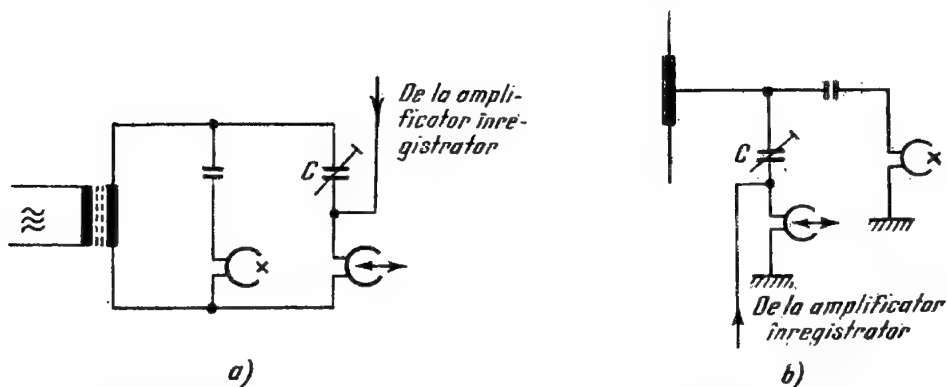 De la ampli-
ficator înre-
gistrator
C
a)
C
De la amplificator
înregistrator
b)